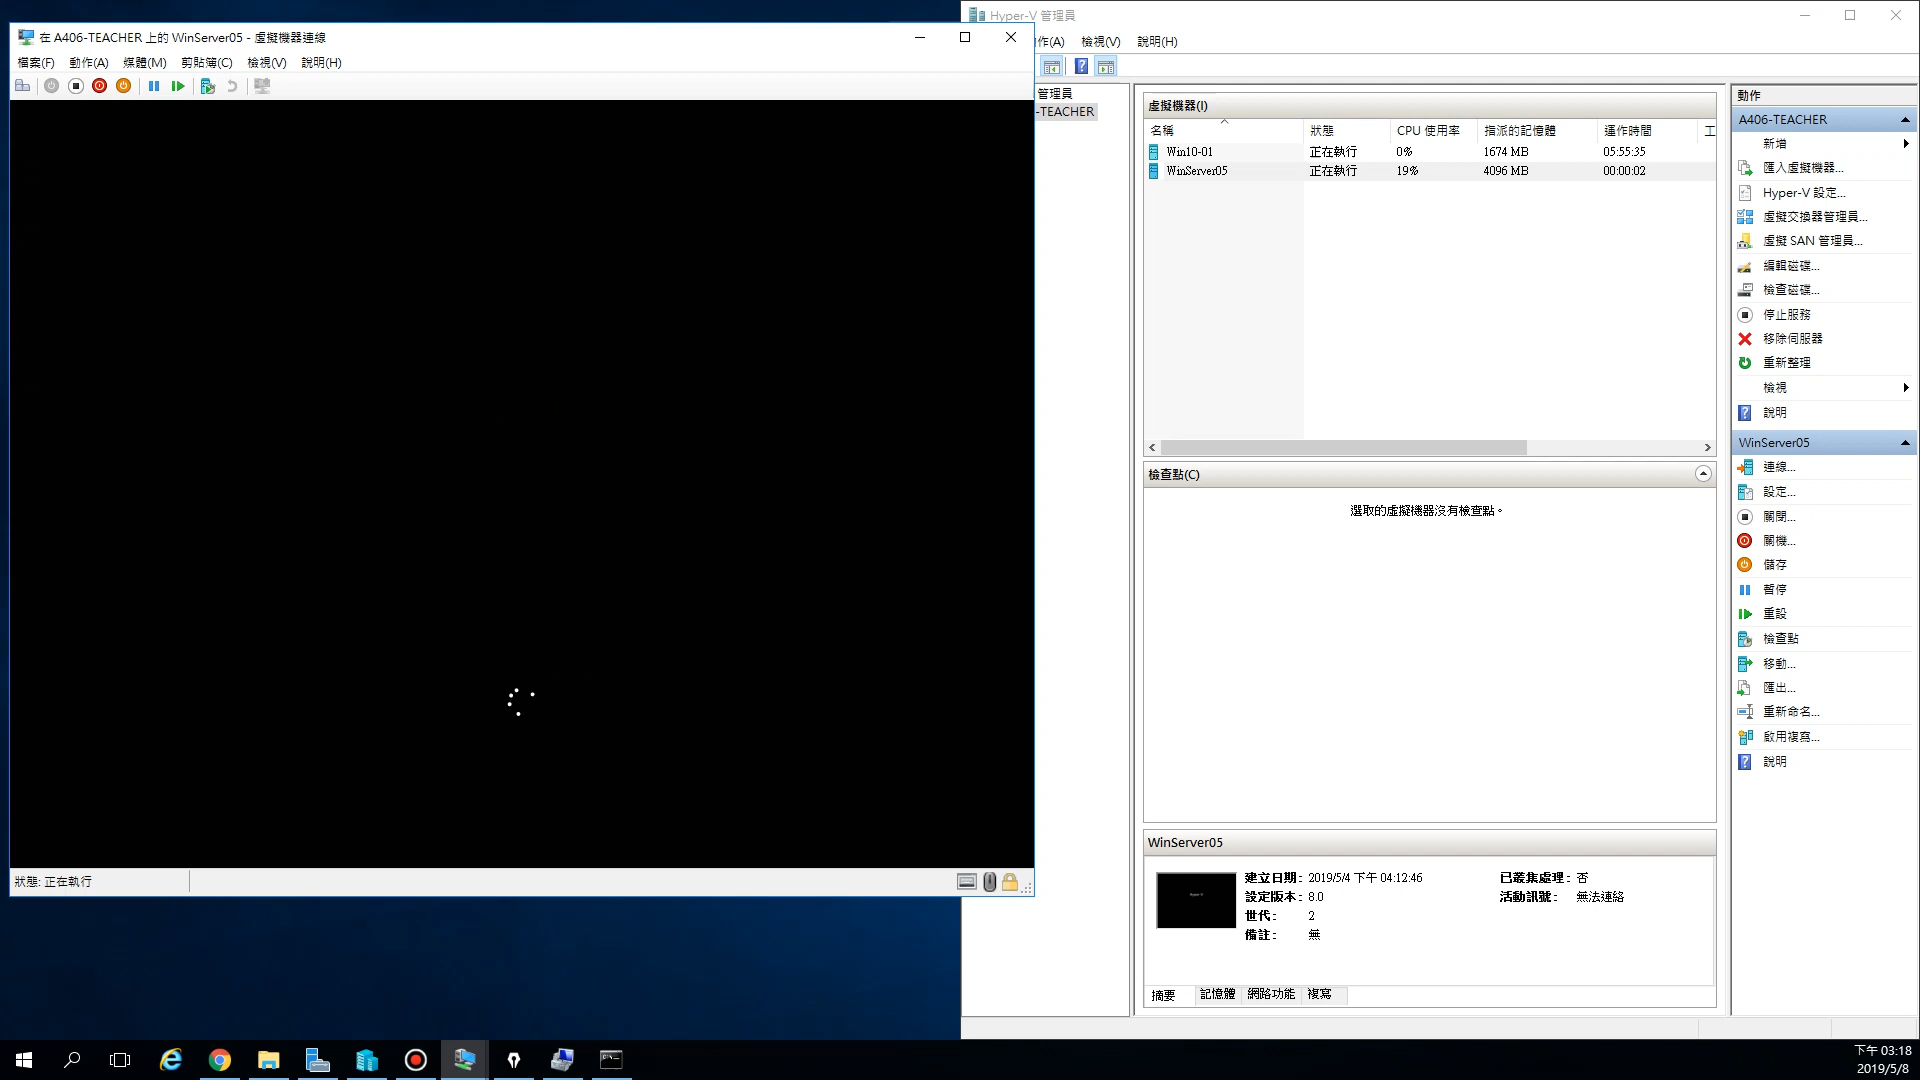 在 A406-TEACHER 上的 WinServer05 - 虛擬機器連線
檔案(F) 動作(A) 媒體(M) 剪貼簿(C) 檢視(V) 說明(H)
狀態: 正在執行
Hyper-V 管理員
作(A) 檢視(V) 說明(H)
管理員
-TEACHER
虛擬機器(I)
名稱 狀態 CPU 使用率 指派的記憶體 運作時間 工
Win10-01 正在執行 0% 1674 MB 05:55:35
WinServer05 正在執行 19% 4096 MB 00:00:02
檢查點(C)
選取的虛擬機器沒有檢查點。
WinServer05
建立日期: 2019/5/4 下午 04:12:46 已叢集處理: 否
設定版本: 8.0 活動訊號: 無法連絡
世代: 2
備註: 無
摘要 記憶體 網路功能 複寫
動作
A406-TEACHER
新增
匯入虛擬機器...
Hyper-V 設定...
虛擬交換器管理員...
虛擬 SAN 管理員...
編輯磁碟...
檢查磁碟...
停止服務
移除伺服器
重新整理
檢視
說明
WinServer05
連線...
設定...
關閉...
關機...
儲存
暫停
重設
檢查點
移動...
匯出...
重新命名...
啟用複寫...
說明
下午 03:18
2019/5/8